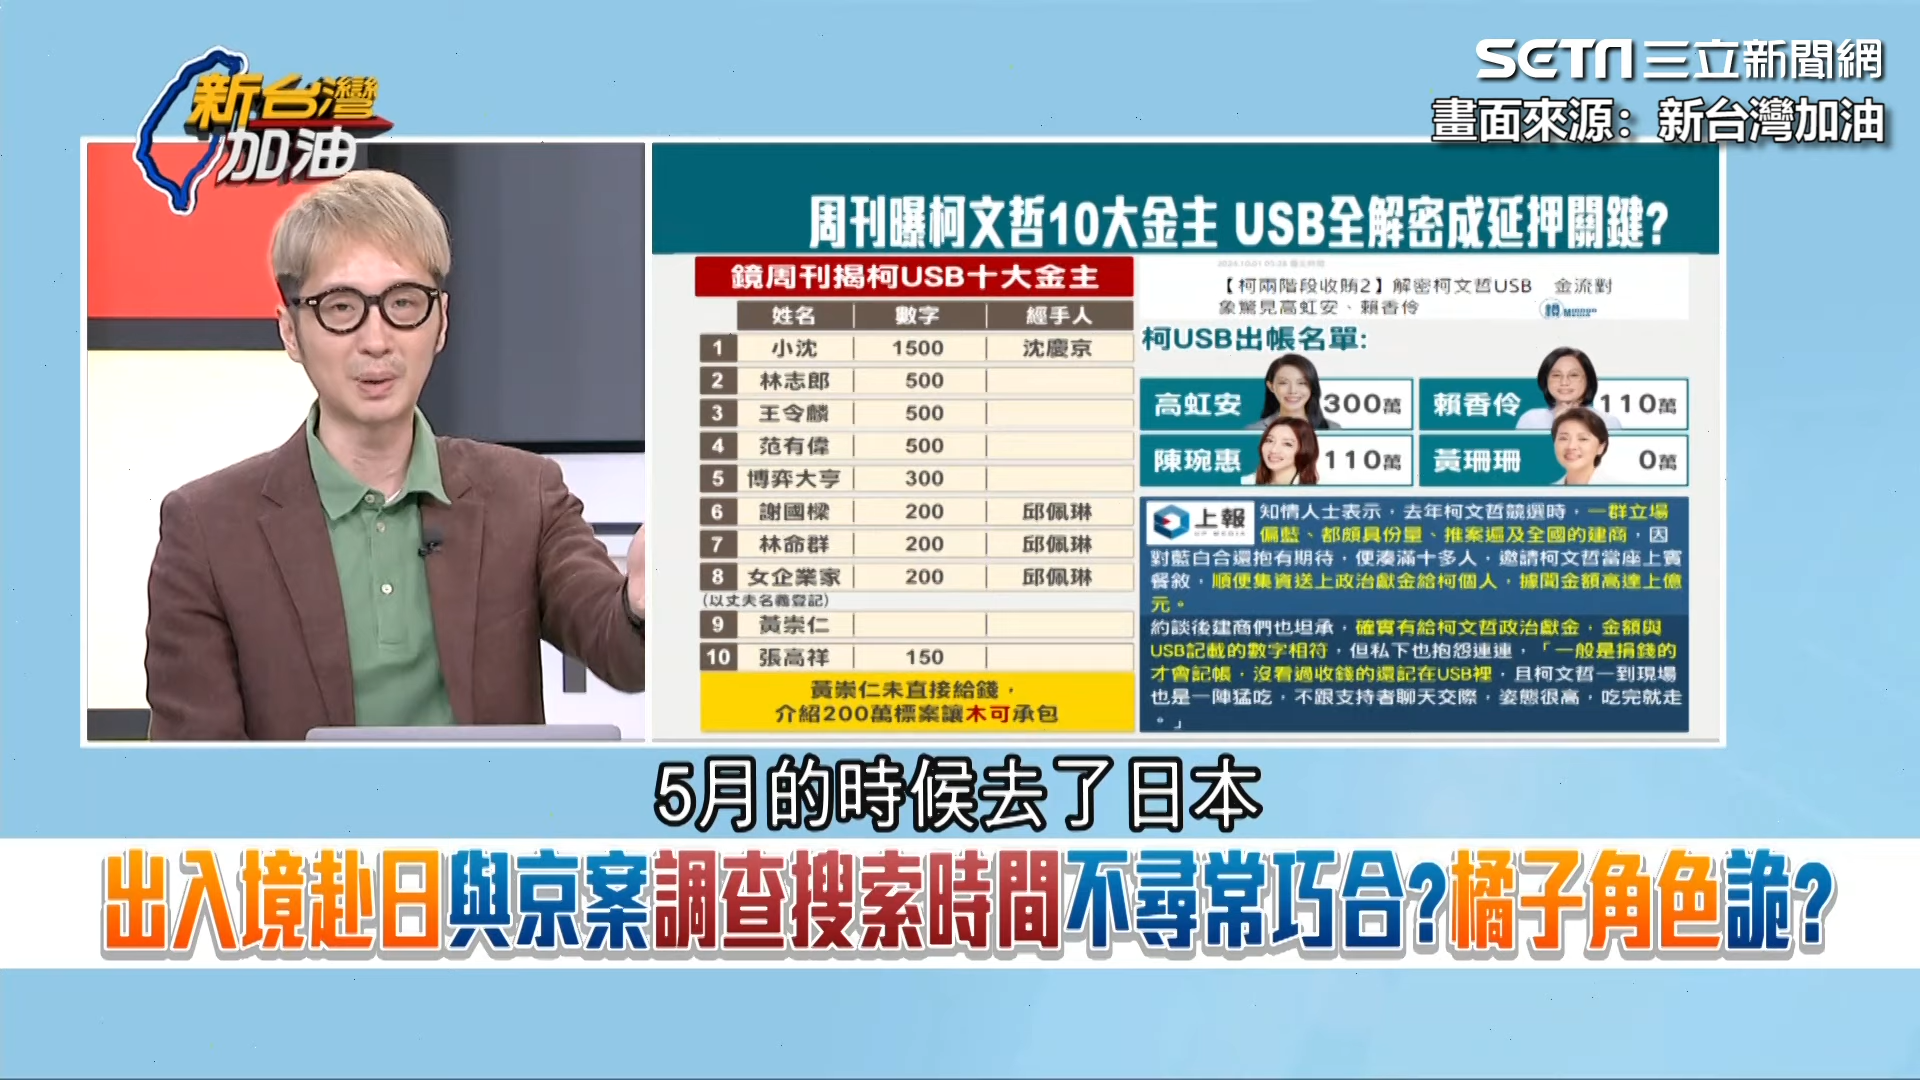 新台灣
加油
SETN三立新聞網
畫面來源：新台灣加油
周刊曝柯文哲10大金主 USB全解密成延押關鍵?
鏡周刊揭柯USB十大金主
姓名 數字 經手人
1 小沈 1500 沈慶京
2 林志郎 500
3 王令麟 500
4 范有偉 500
5 博弈大亨 300
6 謝國樑 200 邱佩琳
7 林命群 200 邱佩琳
8 女企業家 200 邱佩琳
(以丈夫名義登記)
9 黃崇仁
10 張高祥 150
黃崇仁未直接給錢，
介紹200萬標案讓木可承包
【柯兩階段收賄2】解密柯文哲USB 金流對
象驚見高虹安、賴香伶
鏡
柯USB出帳名單:
高虹安 300萬 賴香伶 110萬
陳琬惠 110萬 黃珊珊 0萬
上報
UP MEDIA
知情人士表示，去年柯文哲競選時，一群立場
偏藍、都頗具份量、推案遍及全國的建商，因
對藍白合還抱有期待，便湊滿十多人，邀請柯文哲當座上賓
餐敘，順便集資送上政治獻金給柯個人，據聞金額高達上億
元。
約談後建商們也坦承，確實有給柯文哲政治獻金，金額與
USB記載的數字相符，但私下也抱怨連連，「一般是捐錢的
才會記帳，沒看過收錢的還記在USB裡，且柯文哲一到現場
也是一陣猛吃，不跟支持者聊天交際，姿態很高，吃完就走
。」
5月的時候去了日本
出入境赴日與京案調查搜索時間不尋常巧合?橘子角色詭?